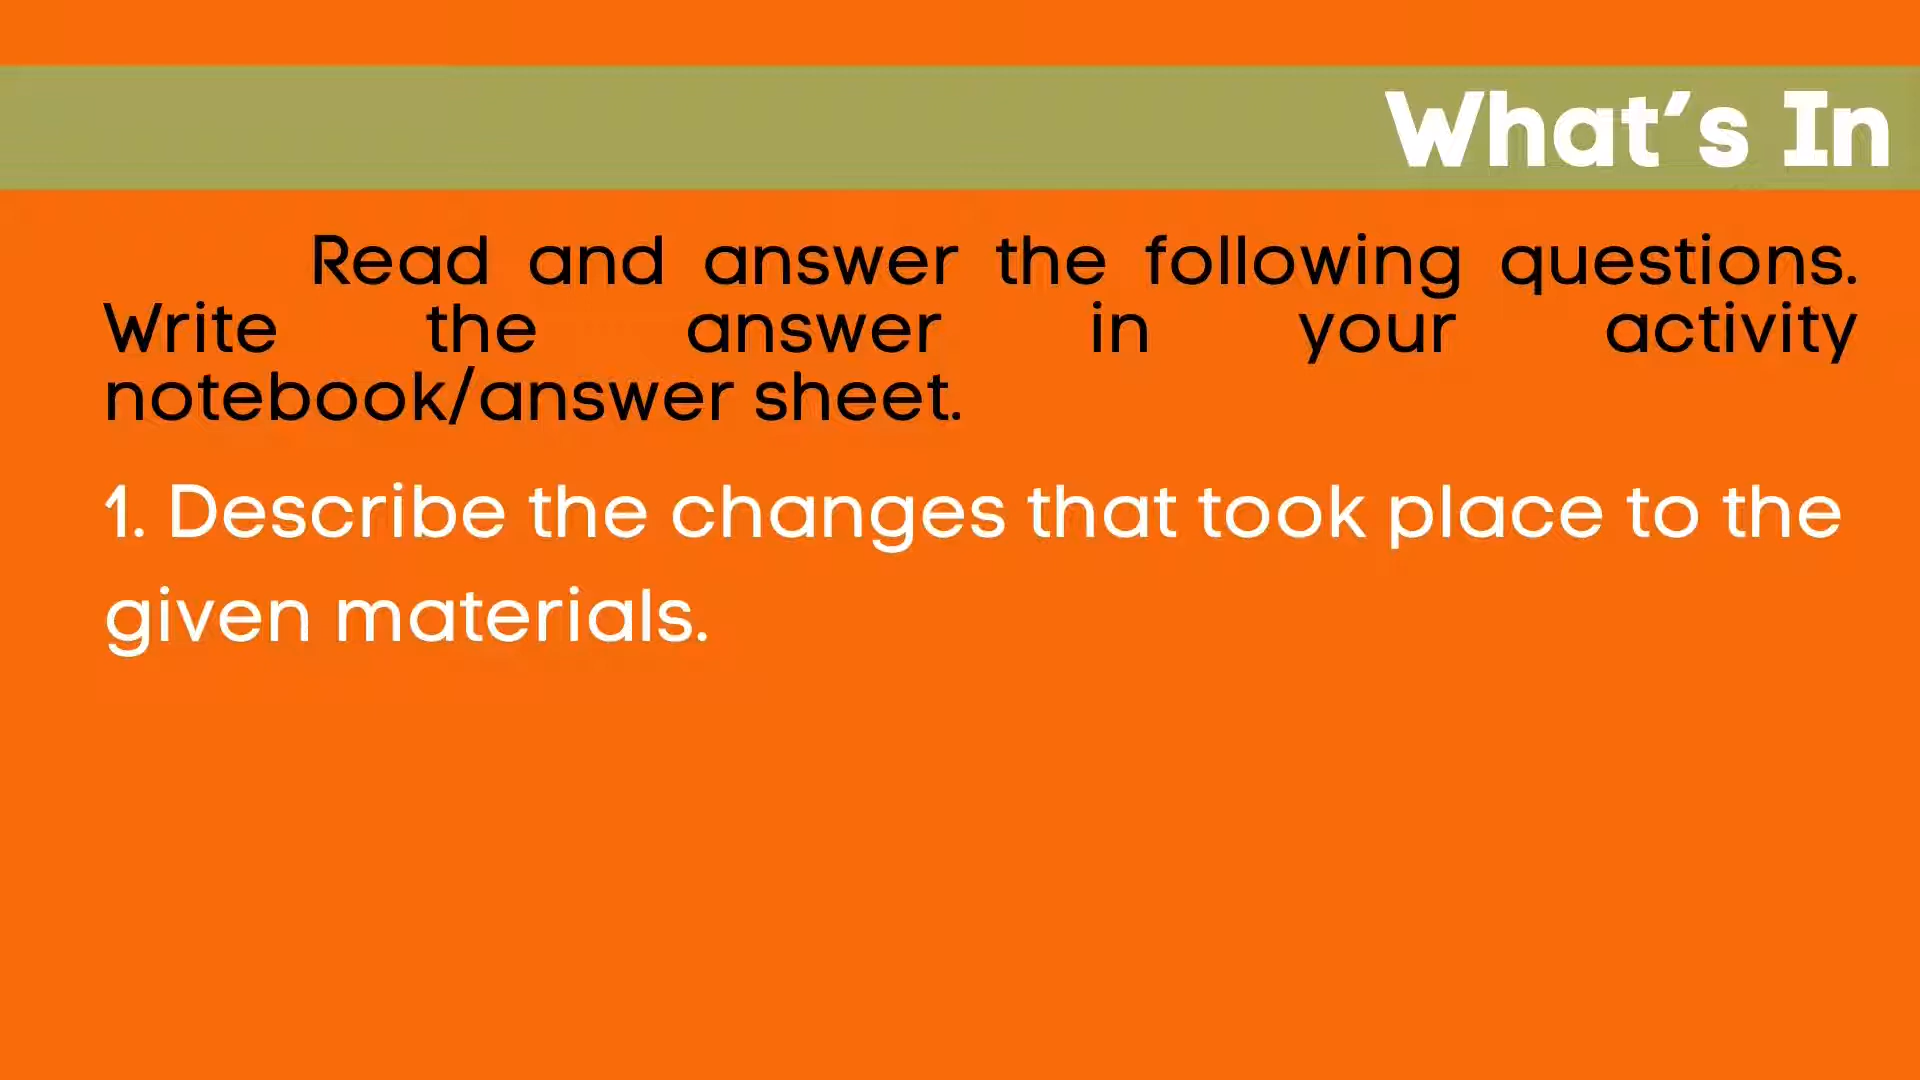 What's In
Read and answer the following questions.
Write the answer in your activity
notebook/answer sheet.
1. Describe the changes that took place to the
given materials.